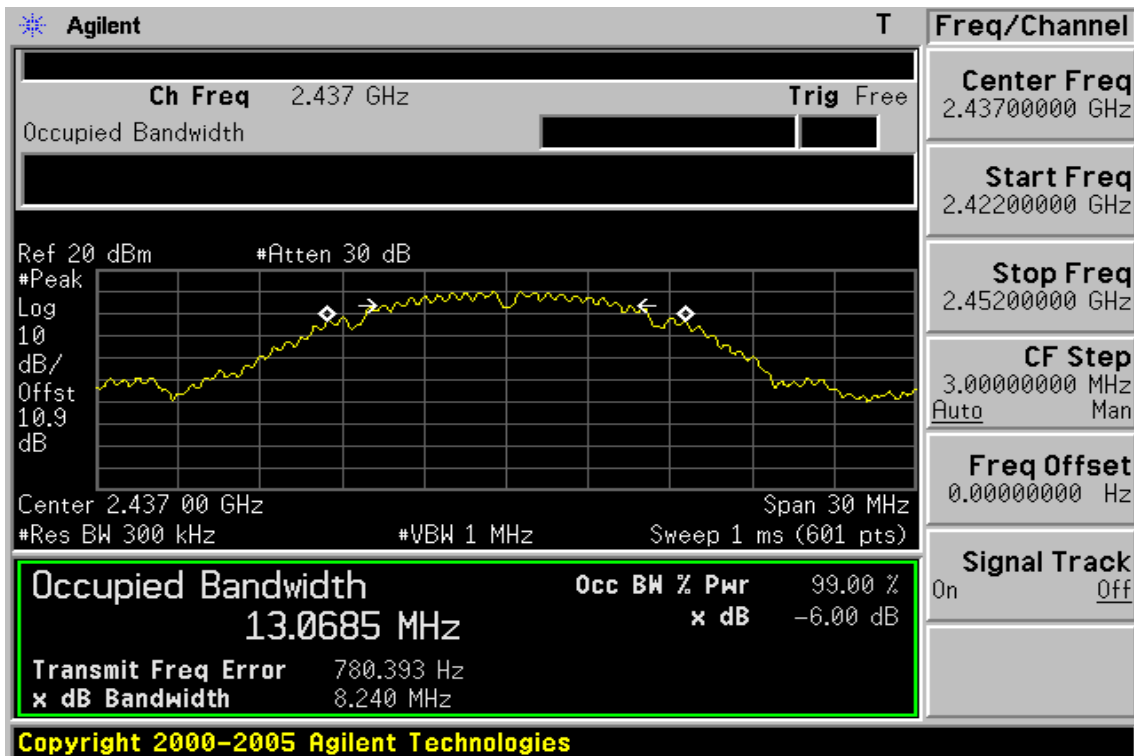 Agilent T
Ch Freq 2.437 GHz Trig Free
Occupied Bandwidth
Ref 20 dBm #Atten 30 dB
#Peak
Log
10
dB/
Offst
10.9
dB
Center 2.437 00 GHz Span 30 MHz
#Res BW 300 kHz #VBW 1 MHz Sweep 1 ms (601 pts)
Occupied Bandwidth
13.0685 MHz
Occ BW % Pwr 99.00 %
x dB -6.00 dB
Transmit Freq Error 780.393 Hz
x dB Bandwidth 8.240 MHz
Copyright 2000-2005 Agilent Technologies
Freq/Channel
Center Freq
2.43700000 GHz
Start Freq
2.42200000 GHz
Stop Freq
2.45200000 GHz
CF Step
3.00000000 MHz
Auto Man
Freq Offset
0.00000000 Hz
Signal Track
On Off